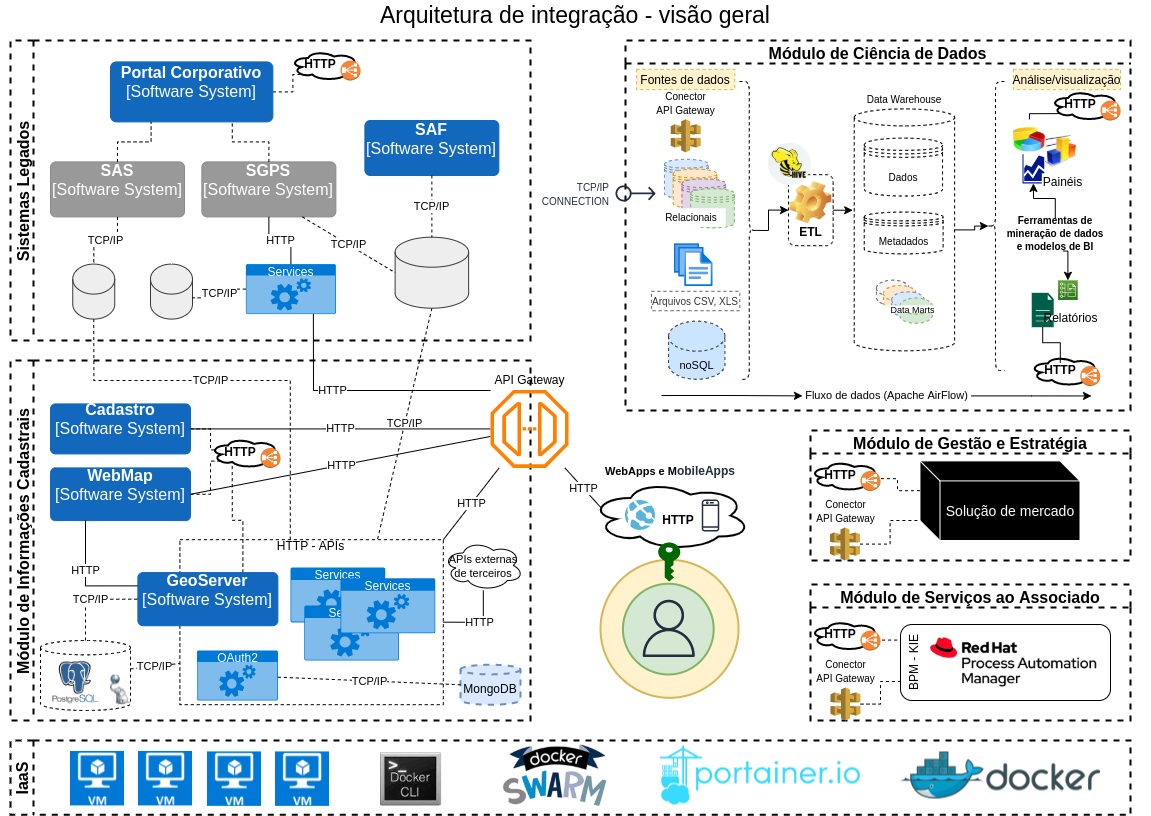 Arquitetura de integração - visão geral
Sistemas Legados
Portal Corporativo
[Software System]
HTTP
SAS
[Software System]
SGPS
[Software System]
SAF
[Software System]
TCP/IP
HTTP
TCP/IP
TCP/IP
TCP/IP
Services
Módulo de Informações Cadastrais
TCP/IP
HTTP
API Gateway
Cadastro
[Software System]
HTTP
TCP/IP
HTTP
WebMap
[Software System]
HTTP
HTTP
HTTP
HTTP - APIs
APIs externas
de terceiros
HTTP
GeoServer
[Software System]
TCP/IP
Services
Services
Se
HTTP
OAuth2
TCP/IP
TCP/IP
MongoDB
PostgreSQL
HTTP
WebApps e MobileApps
HTTP
Módulo de Ciência de Dados
Fontes de dados
Conector
API Gateway
TCP/IP
CONNECTION
Relacionais
Arquivos CSV, XLS
noSQL
HIVE
ETL
Data Warehouse
Dados
Metadados
Data Marts
Análise/visualização
HTTP
Painéis
Ferramentas de
mineração de dados
e modelos de BI
Relatórios
HTTP
Fluxo de dados (Apache AirFlow)
Módulo de Gestão e Estratégia
HTTP
Conector
API Gateway
Solução de mercado
Módulo de Serviços ao Associado
HTTP
Conector
API Gateway
BPM - KIE
Red Hat
Process Automation
Manager
IaaS
VM
VM
VM
VM
>_
Docker
CLI
docker
SWARM
portainer.io
docker